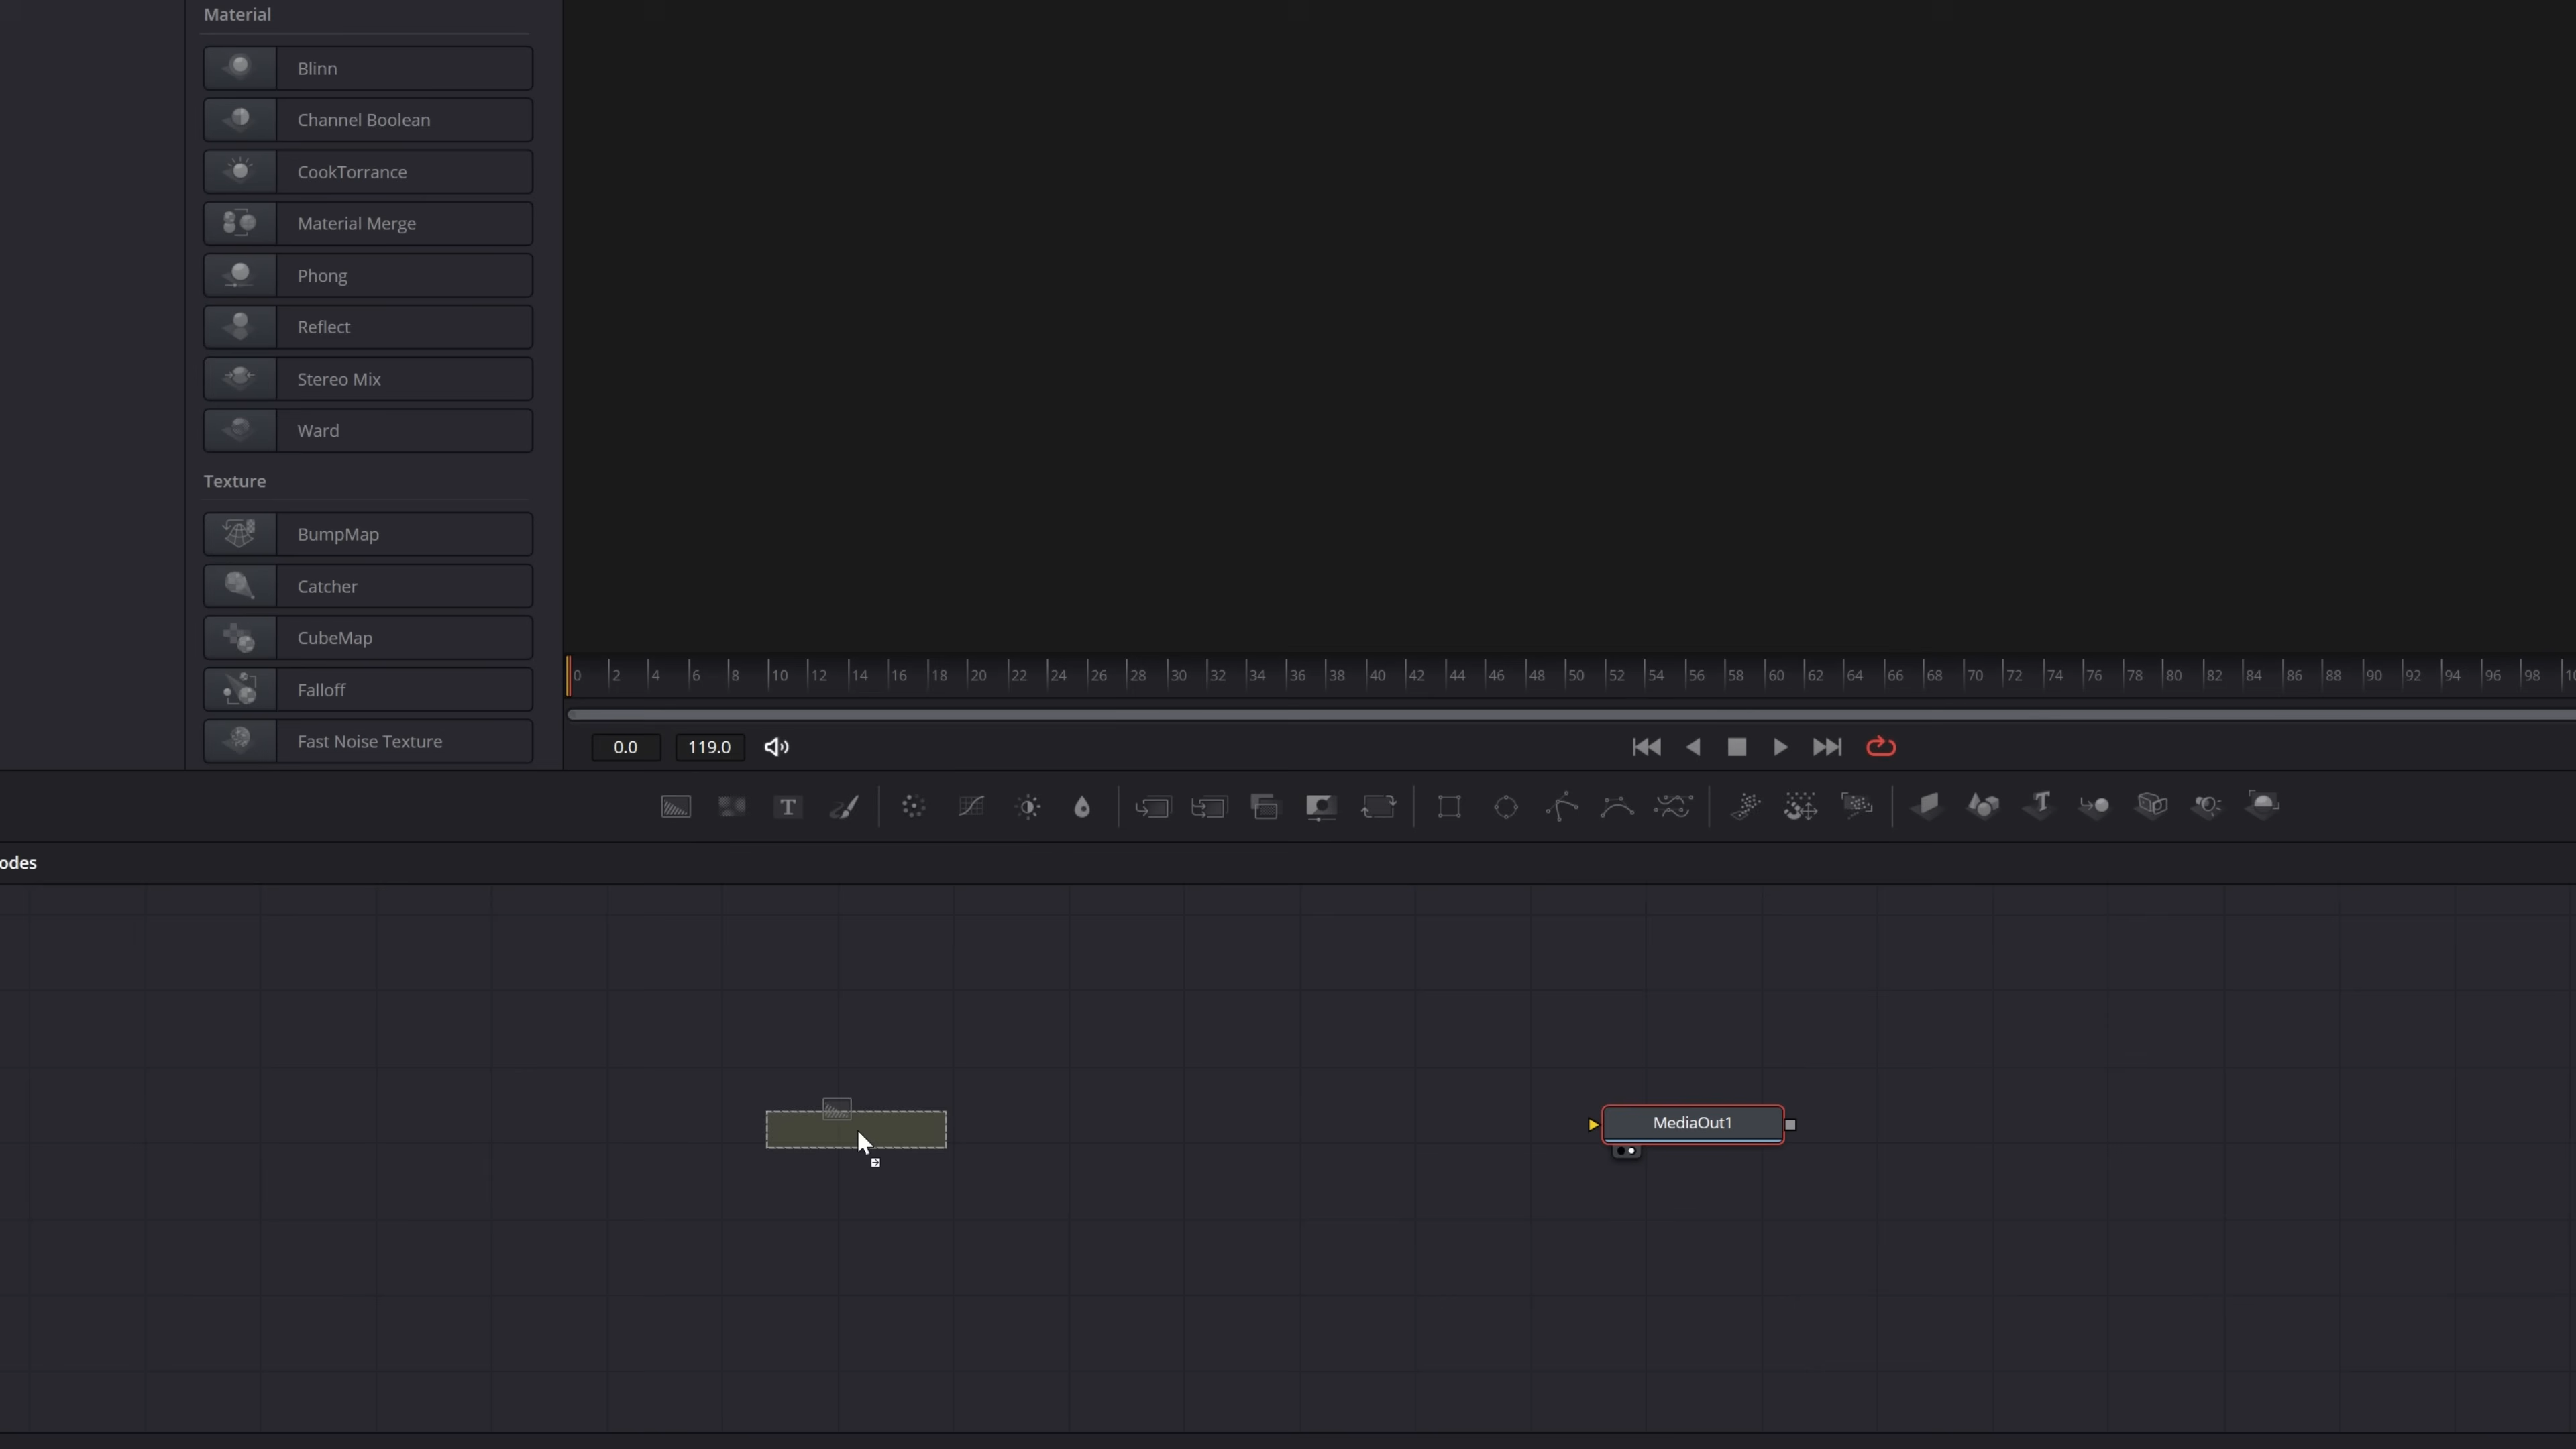 Material
Blinn
Channel Boolean
CookTorrance
Material Merge
Phong
Reflect
Stereo Mix
Ward
Texture
BumpMap
Catcher
CubeMap
Falloff
Fast Noise Texture
0 2 4 6 8 10 12 14 16 18 20 22 24 26 28 30 32 34 36 38 40 42 44 46 48 50 52 54 56 58 60 62 64 66 68 70 72 74 76 78 80 82 84 86 88 90 92 94 96 98 10
0.0 119.0
T T
odes
MediaOut1